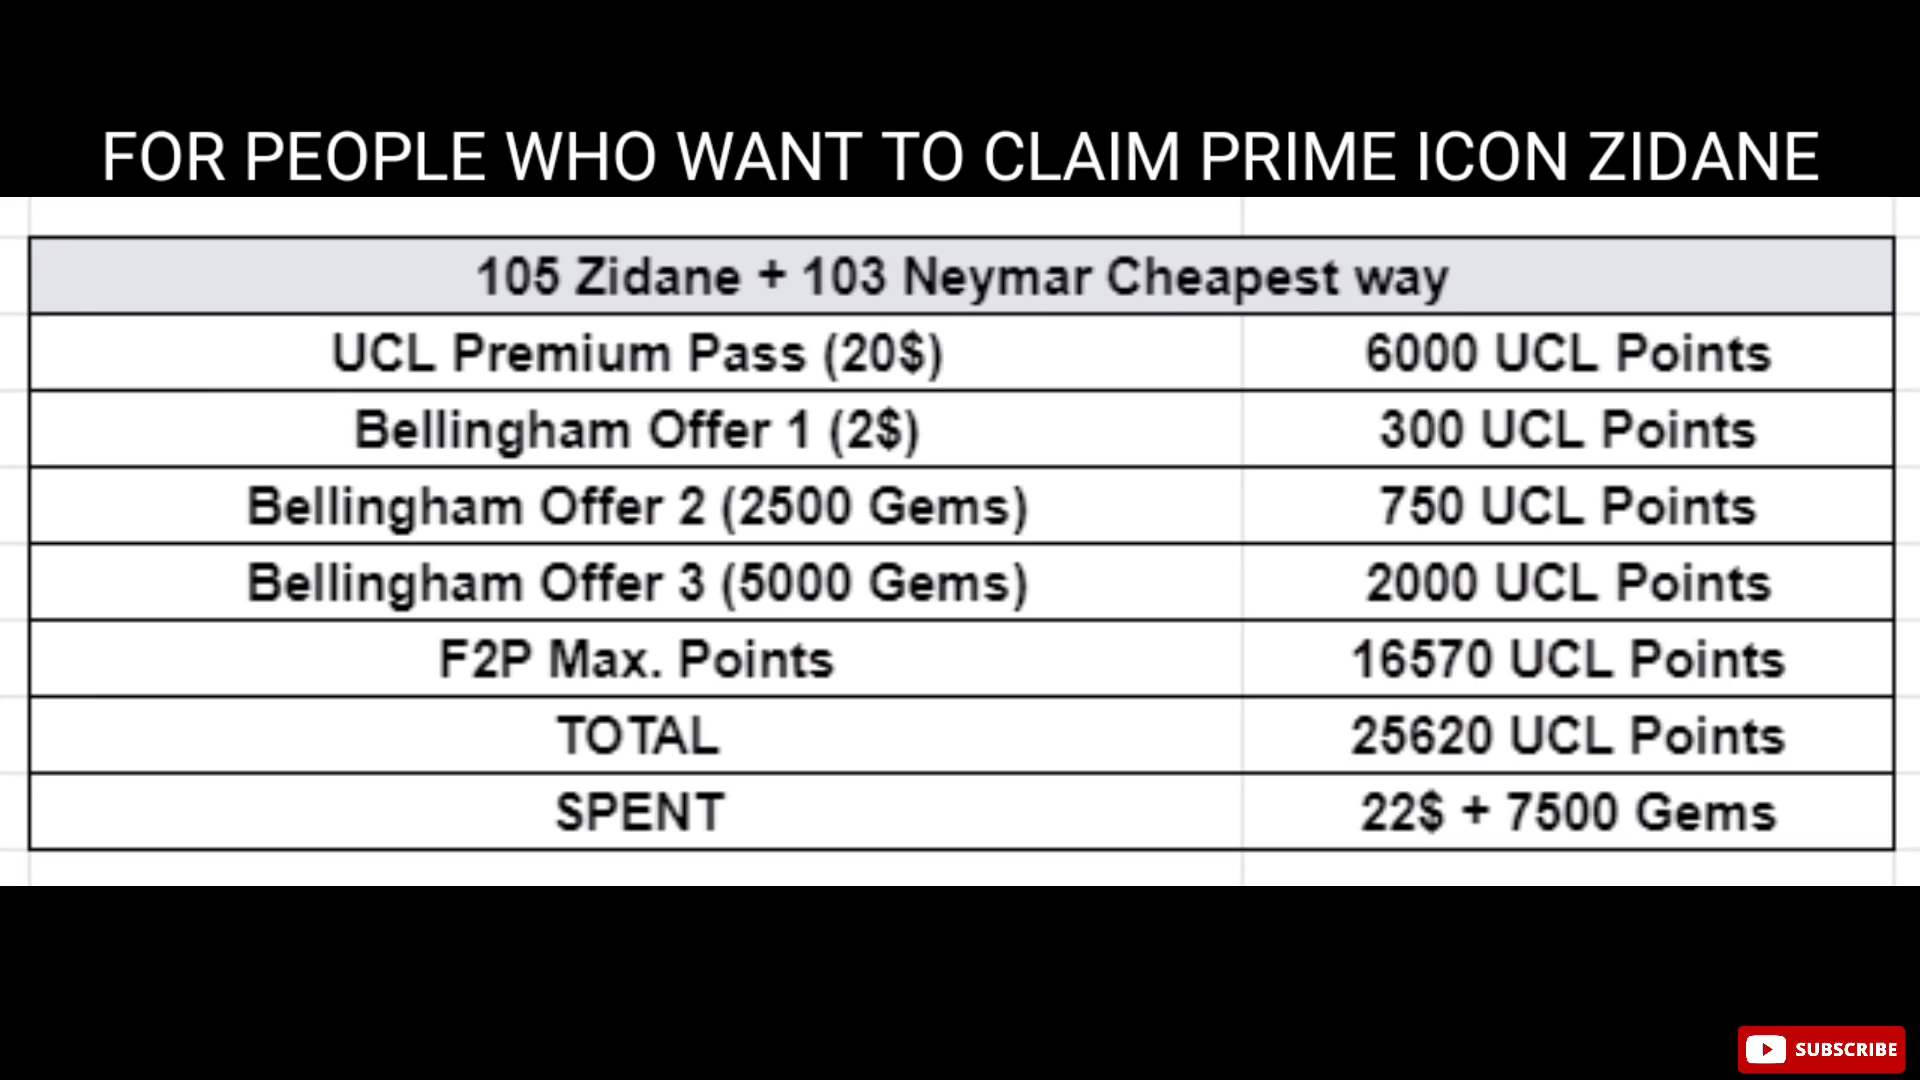 FOR PEOPLE WHO WANT TO CLAIM PRIME ICON ZIDANE
105 Zidane + 103 Neymar Cheapest way
UCL Premium Pass (20$) 6000 UCL Points
Bellingham Offer 1 (2$) 300 UCL Points
Bellingham Offer 2 (2500 Gems) 750 UCL Points
Bellingham Offer 3 (5000 Gems) 2000 UCL Points
F2P Max. Points 16570 UCL Points
TOTAL 25620 UCL Points
SPENT 22$ + 7500 Gems
SUBSCRIBE